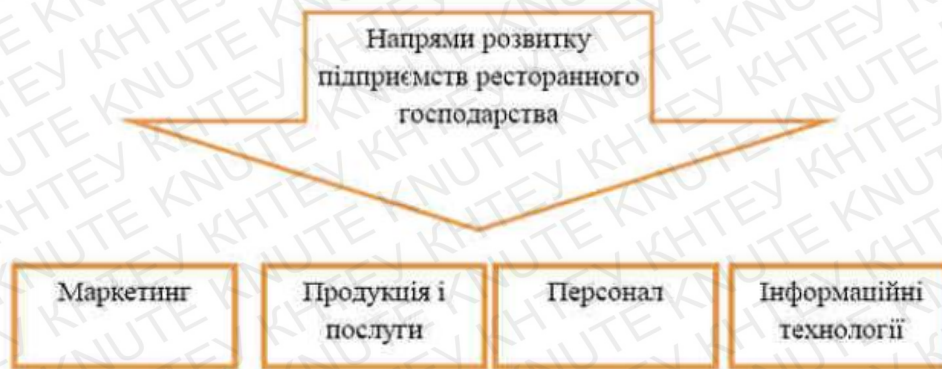 Напрями розвитку
підприємств ресторанного
господарства
Маркетинг
Продукція і
послуги
Персонал
Інформаційні
технології